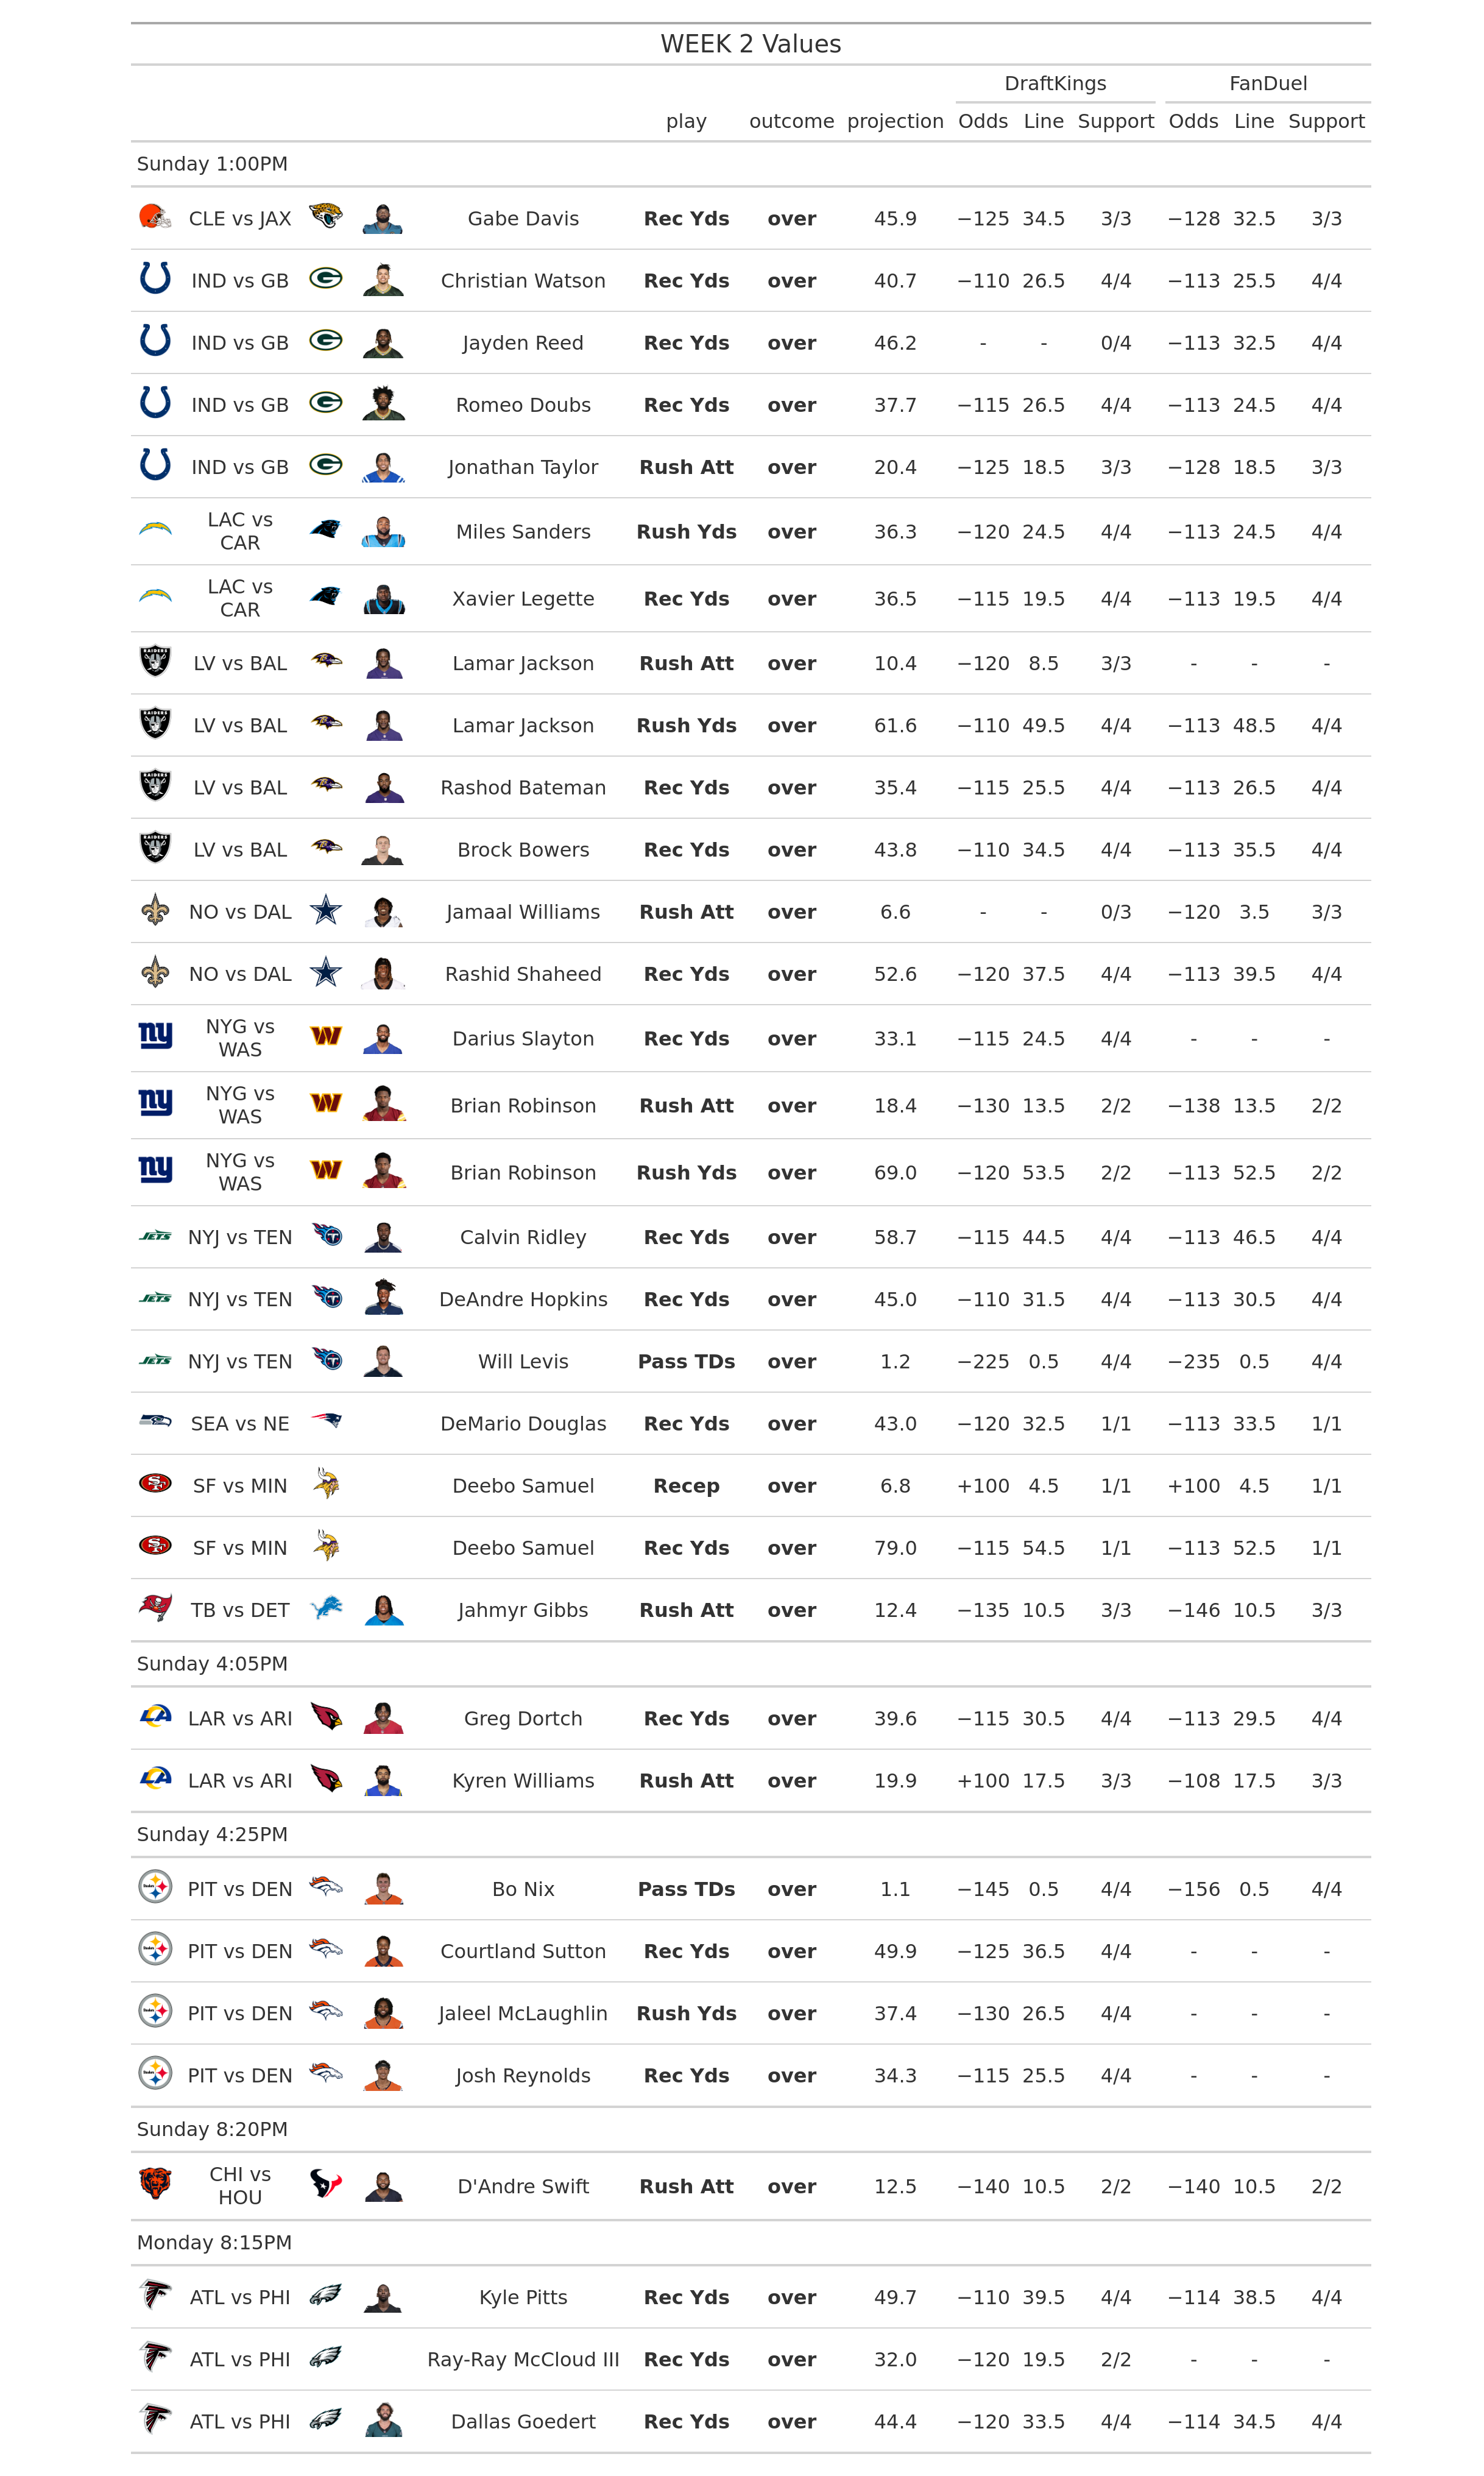 WEEK 2 Values
DraftKings FanDuel
play outcome projection Odds Line Support Odds Line Support
Sunday 1:00PM
CLE vs JAX Gabe Davis Rec Yds over 45.9 −125 34.5 3/3 −128 32.5 3/3
IND vs GB Christian Watson Rec Yds over 40.7 −110 26.5 4/4 −113 25.5 4/4
IND vs GB Jayden Reed Rec Yds over 46.2 - - 0/4 −113 32.5 4/4
IND vs GB Romeo Doubs Rec Yds over 37.7 −115 26.5 4/4 −113 24.5 4/4
IND vs GB Jonathan Taylor Rush Att over 20.4 −125 18.5 3/3 −128 18.5 3/3
LAC vs
CAR Miles Sanders Rush Yds over 36.3 −120 24.5 4/4 −113 24.5 4/4
LAC vs
CAR Xavier Legette Rec Yds over 36.5 −115 19.5 4/4 −113 19.5 4/4
RAIDERS LV vs BAL Lamar Jackson Rush Att over 10.4 −120 8.5 3/3 - - -
RAIDERS LV vs BAL Lamar Jackson Rush Yds over 61.6 −110 49.5 4/4 −113 48.5 4/4
RAIDERS LV vs BAL Rashod Bateman Rec Yds over 35.4 −115 25.5 4/4 −113 26.5 4/4
RAIDERS LV vs BAL Brock Bowers Rec Yds over 43.8 −110 34.5 4/4 −113 35.5 4/4
NO vs DAL Jamaal Williams Rush Att over 6.6 - - 0/3 −120 3.5 3/3
NO vs DAL Rashid Shaheed Rec Yds over 52.6 −120 37.5 4/4 −113 39.5 4/4
NYG vs
ny WAS W Darius Slayton Rec Yds over 33.1 −115 24.5 4/4 - - -
NYG vs
ny WAS W Brian Robinson Rush Att over 18.4 −130 13.5 2/2 −138 13.5 2/2
NYG vs
ny WAS W Brian Robinson Rush Yds over 69.0 −120 53.5 2/2 −113 52.5 2/2
JETS NYJ vs TEN T Calvin Ridley Rec Yds over 58.7 −115 44.5 4/4 −113 46.5 4/4
JETS NYJ vs TEN T DeAndre Hopkins Rec Yds over 45.0 −110 31.5 4/4 −113 30.5 4/4
JETS NYJ vs TEN T Will Levis Pass TDs over 1.2 −225 0.5 4/4 −235 0.5 4/4
SEA vs NE DeMario Douglas Rec Yds over 43.0 −120 32.5 1/1 −113 33.5 1/1
SF SF vs MIN Deebo Samuel Recep over 6.8 +100 4.5 1/1 +100 4.5 1/1
SF SF vs MIN Deebo Samuel Rec Yds over 79.0 −115 54.5 1/1 −113 52.5 1/1
TB vs DET Jahmyr Gibbs Rush Att over 12.4 −135 10.5 3/3 −146 10.5 3/3
Sunday 4:05PM
LA LAR vs ARI Greg Dortch Rec Yds over 39.6 −115 30.5 4/4 −113 29.5 4/4
LA LAR vs ARI Kyren Williams Rush Att over 19.9 +100 17.5 3/3 −108 17.5 3/3
Sunday 4:25PM
Steelers PIT vs DEN Bo Nix Pass TDs over 1.1 −145 0.5 4/4 −156 0.5 4/4
Steelers PIT vs DEN Courtland Sutton Rec Yds over 49.9 −125 36.5 4/4 - - -
Steelers PIT vs DEN Jaleel McLaughlin Rush Yds over 37.4 −130 26.5 4/4 - - -
Steelers PIT vs DEN Josh Reynolds Rec Yds over 34.3 −115 25.5 4/4 - - -
Sunday 8:20PM
CHI vs
HOU D'Andre Swift Rush Att over 12.5 −140 10.5 2/2 −140 10.5 2/2
Monday 8:15PM
ATL vs PHI Kyle Pitts Rec Yds over 49.7 −110 39.5 4/4 −114 38.5 4/4
ATL vs PHI Ray-Ray McCloud III Rec Yds over 32.0 −120 19.5 2/2 - - -
ATL vs PHI Dallas Goedert Rec Yds over 44.4 −120 33.5 4/4 −114 34.5 4/4